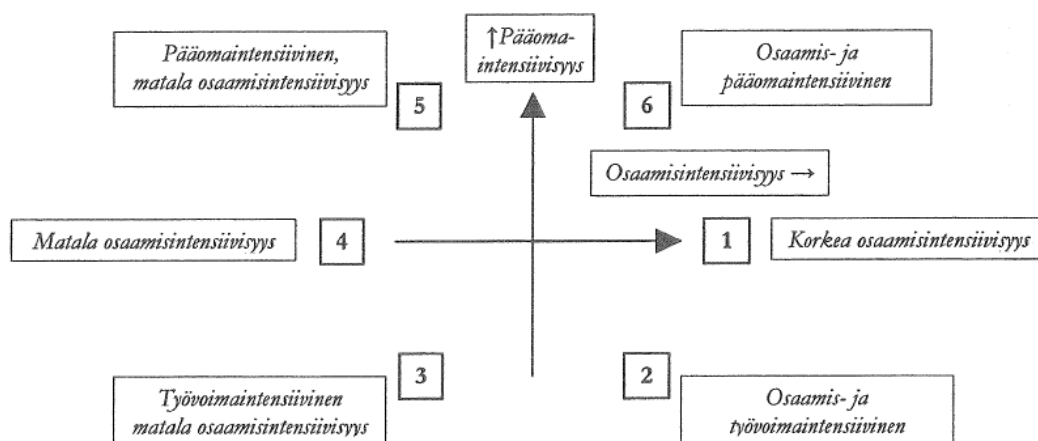 Pääomaintensiivinen,
matala osaamisintensiivisyys
5
↑Pääoma-
intensiivisyys
6
Osaamis- ja
pääomaintensiivinen
Osaamisintensiivisyys →
Matala osaamisintensiivisyys
4
1
Korkea osaamisintensiivisyys
3
Työvoimaintensiivinen
matala osaamisintensiivisyys
2
Osaamis- ja
työvoimaintensiivinen